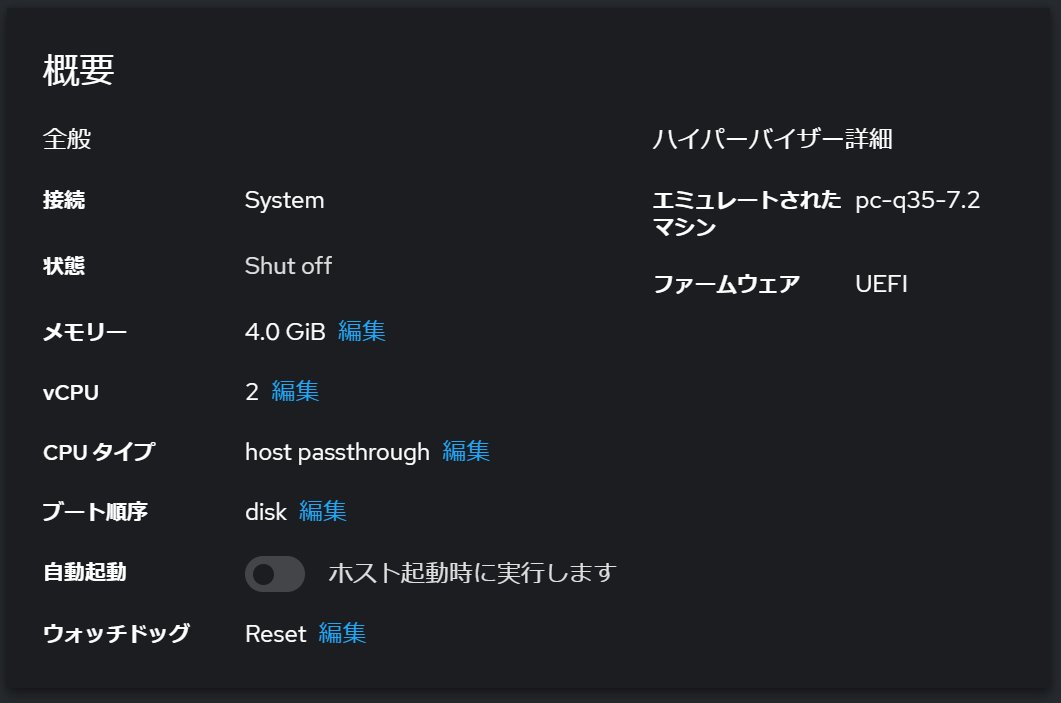 概要
全般
接続 System
状態 Shut off
メモリー 4.0 GiB 編集
vCPU 2 編集
CPU タイプ host passthrough 編集
ブート順序 disk 編集
自動起動 ホスト起動時に実行します
ウォッチドッグ Reset 編集
ハイパーバイザー詳細
エミュレートされた pc-q35-7.2
マシン
ファームウェア UEFI